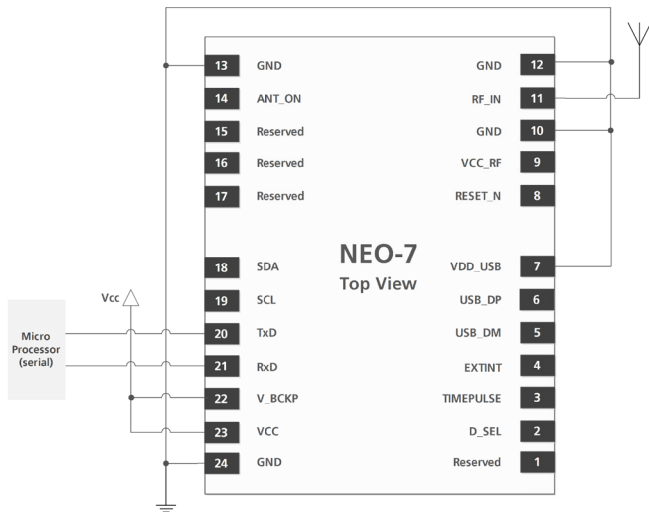 13 GND GND 12
14 ANT_ON RF_IN 11
15 Reserved GND 10
16 Reserved VCC_RF 9
17 Reserved RESET_N 8
NEO-7
Top View
18 SDA VDD_USB 7
Vcc
19 SCL USB_DP 6
Micro
Processor
(serial)
20 TxD USB_DM 5
21 RxD EXTINT 4
22 V_BCKP TIMEPULSE 3
23 VCC D_SEL 2
24 GND Reserved 1